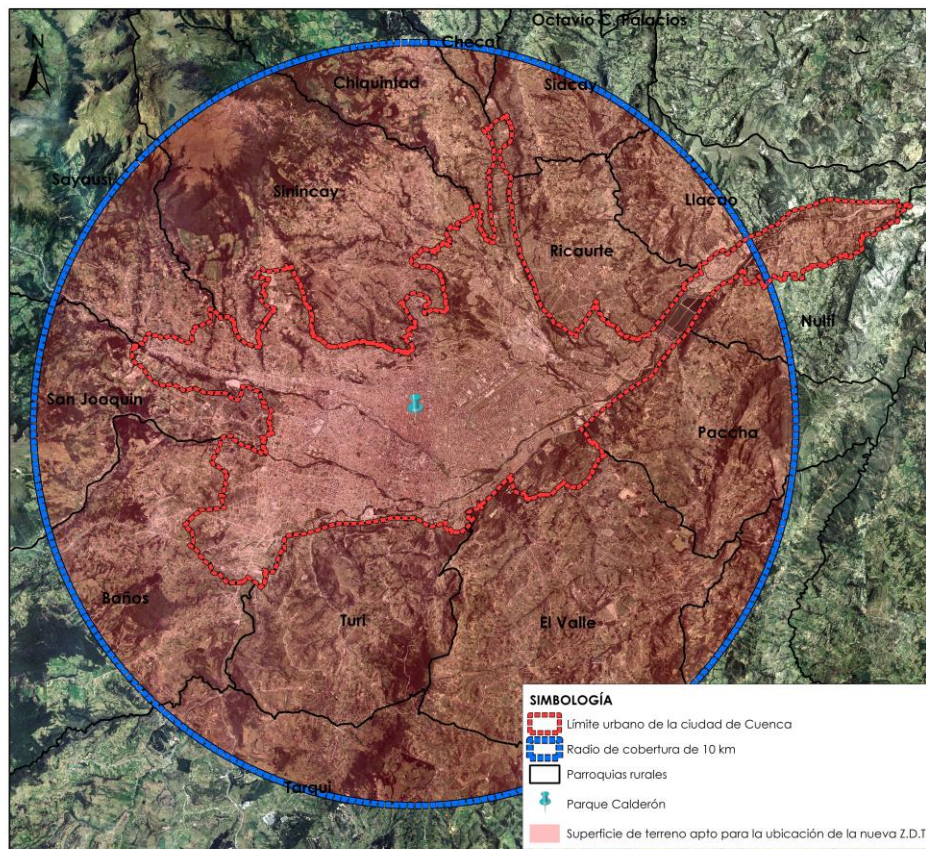 Octavio C. Palacios
Checa
N
Chiquintad
Sidcay
Sayausí
Sinincay
Llacao
Ricaurte
Nulti
San Joaquín
Paccha
Baños
Turi
El Valle
Tarqui
SIMBOLOGÍA
Límite urbano de la ciudad de Cuenca
Radio de cobertura de 10 km
Parroquias rurales
Parque Calderón
Superficie de terreno apto para la ubicación de la nueva Z.D.T